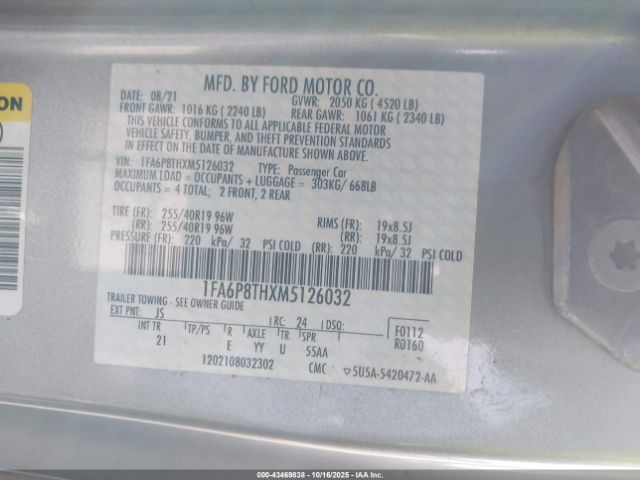 ON
MFD. BY FORD MOTOR CO.
DATE: 08/21 GVWR: 2050 KG ( 4520 LB)
FRONT GAWR: 1016 KG ( 2240 LB) REAR GAWR: 1061 KG ( 2340 LB)
THIS VEHICLE CONFORMS TO ALL APPLICABLE FEDERAL MOTOR
VEHICLE SAFETY, BUMPER, AND THEFT PREVENTION STANDARDS
IN EFFECT ON THE DATE OF MANUFACTURE SHOWN ABOVE.
VIN: 1FA6P8THXM5126032 TYPE: Passenger Car
MAXIMUM LOAD = OCCUPANTS + LUGGAGE = 303KG/ 668LB
OCCUPANTS = 4 TOTAL; 2 FRONT, 2 REAR
TIRE (FR): 255/40R19 96W RIMS (FR): 19x8.5J
(RR): 255/40R19 96W (RR): 19x8.5J
PRESSURE (FR): 220 kPa/ 32 PSI COLD (RR): 220 kPa/ 32 PSI COLD
1FA6P8THXM5126032
TRAILER TOWING - SEE OWNER GUIDE
EXT PNT: JS RC: 24 DSO: F0112
INT TR TP/PS R AXLE TR SPR R0160
21 E YY U 55AA
1202108032302 CMC ▽5U5A-5420472-AA
000-43469838 - 10/16/2025 - IAA Inc.